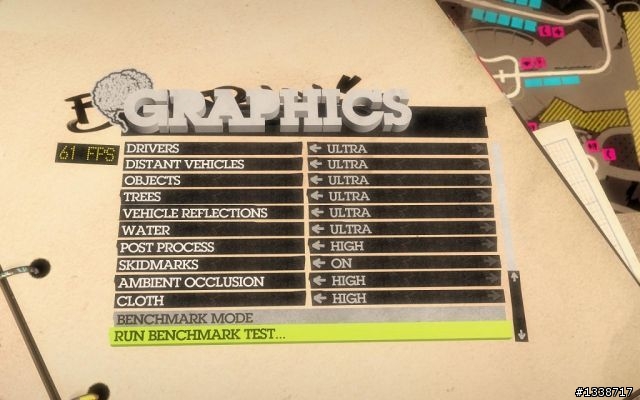 GRAPHICS
61 FPS
DRIVERS ULTRA
DISTANT VEHICLES ULTRA
OBJECTS ULTRA
TREES ULTRA
VEHICLE REFLECTIONS ULTRA
WATER ULTRA
POST PROCESS HIGH
SKIDMARKS ON
AMBIENT OCCLUSION HIGH
CLOTH HIGH
BENCHMARK MODE
RUN BENCHMARK TEST...
#1338717